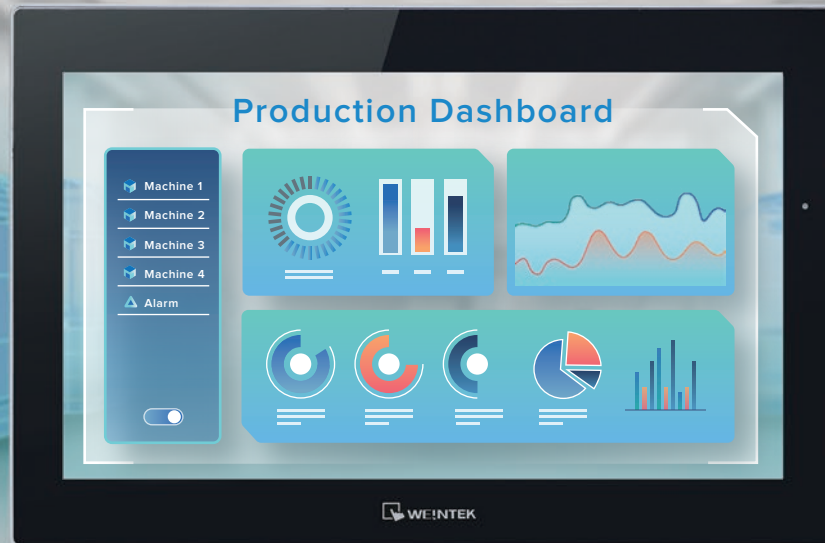 Production Dashboard
Machine 1
Machine 2
Machine 3
Machine 4
Alarm
WEINTEK